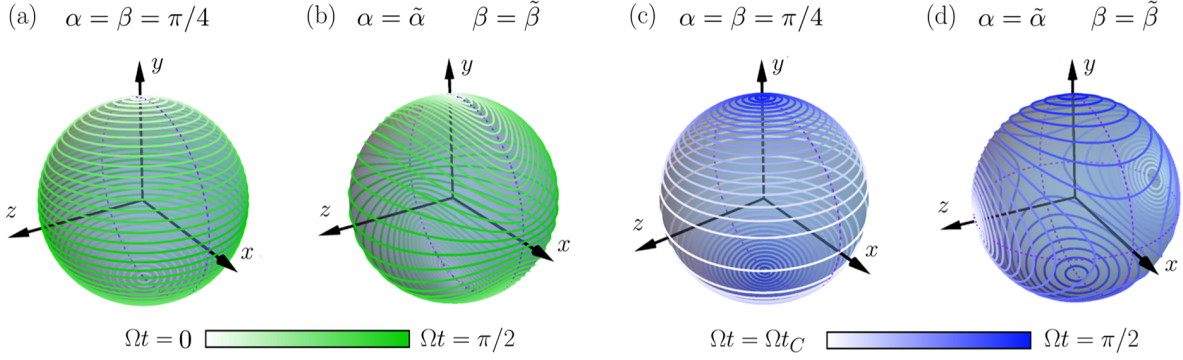 (a) α = β = π/4 (b) α = α̃ β = β̃ (c) α = β = π/4 (d) α = α̃ β = β̃
y y y y
z x z x z x z x
Ωt = 0 Ωt = π/2 Ωt = Ωt_C Ωt = π/2